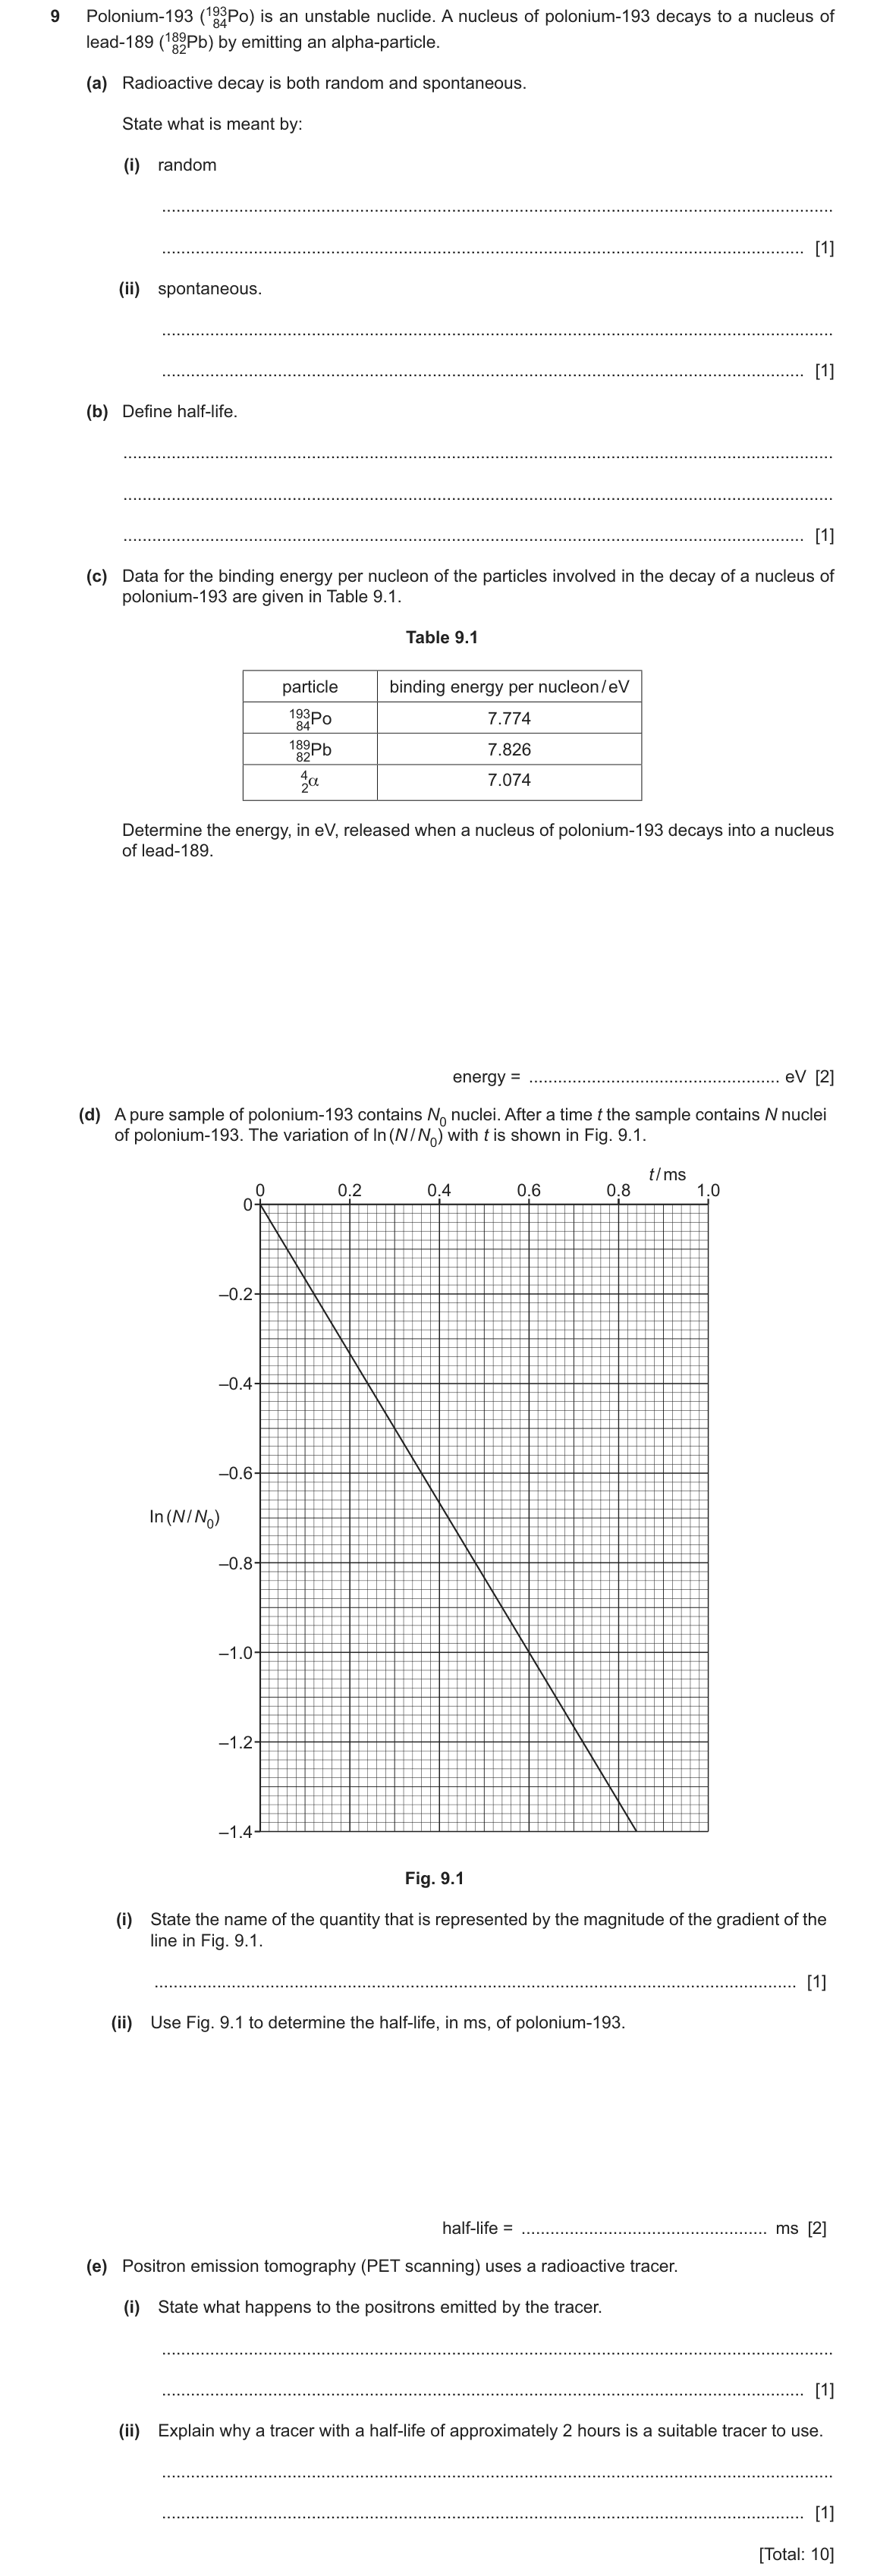 9 Polonium-193 (¹⁹³₈₄Po) is an unstable nuclide. A nucleus of polonium-193 decays to a nucleus of
lead-189 (¹⁸⁹₈₂Pb) by emitting an alpha-particle.
(a) Radioactive decay is both random and spontaneous.
State what is meant by:
(i) random
................................................................................................................................
.......................................................................................................................... [1]
(ii) spontaneous.
................................................................................................................................
.......................................................................................................................... [1]
(b) Define half-life.
................................................................................................................................
................................................................................................................................
.......................................................................................................................... [1]
(c) Data for the binding energy per nucleon of the particles involved in the decay of a nucleus of
polonium-193 are given in Table 9.1.
Table 9.1
particle binding energy per nucleon/eV
¹⁹³₈₄Po 7.774
¹⁸⁹₈₂Pb 7.826
⁴₂α 7.074
Determine the energy, in eV, released when a nucleus of polonium-193 decays into a nucleus
of lead-189.
energy = .................................................... eV [2]
(d) A pure sample of polonium-193 contains N₀ nuclei. After a time t the sample contains N nuclei
of polonium-193. The variation of ln(N/N₀) with t is shown in Fig. 9.1.
t/ms
0 0.2 0.4 0.6 0.8 1.0
0
–0.2
–0.4
–0.6
ln(N/N₀)
–0.8
–1.0
–1.2
–1.4
Fig. 9.1
(i) State the name of the quantity that is represented by the magnitude of the gradient of the
line in Fig. 9.1.
.......................................................................................................................... [1]
(ii) Use Fig. 9.1 to determine the half-life, in ms, of polonium-193.
half-life = ................................................... ms [2]
(e) Positron emission tomography (PET scanning) uses a radioactive tracer.
(i) State what happens to the positrons emitted by the tracer.
................................................................................................................................
.......................................................................................................................... [1]
(ii) Explain why a tracer with a half-life of approximately 2 hours is a suitable tracer to use.
................................................................................................................................
.......................................................................................................................... [1]
[Total: 10]